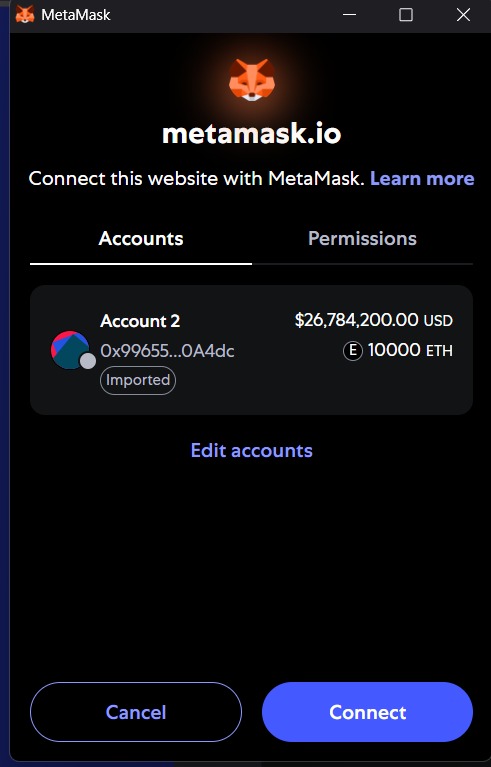 MetaMask
metamask.io
Connect this website with MetaMask. Learn more
Accounts Permissions
Account 2 $26,784,200.00 USD
0x99655...0A4dc E 10000 ETH
Imported
Edit accounts
Cancel Connect